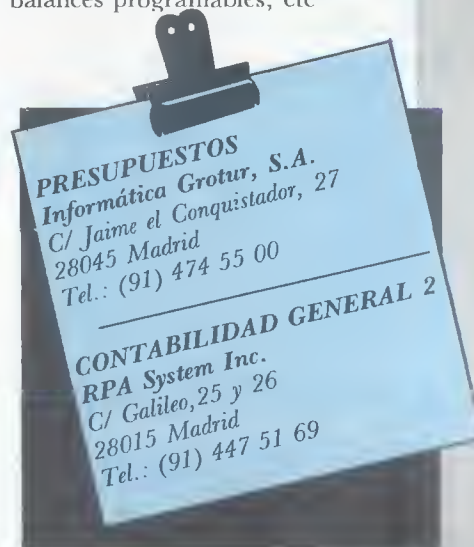 balances programables, etc
PRESUPUESTOS
Informática Grotur, S.A.
C/ Jaime el Conquistador, 27
28045 Madrid
Tel.: (91) 474 55 00
CONTABILIDAD GENERAL 2
RPA System Inc.
C/ Galileo,25 y 26
28015 Madrid
Tel.: (91) 447 51 69